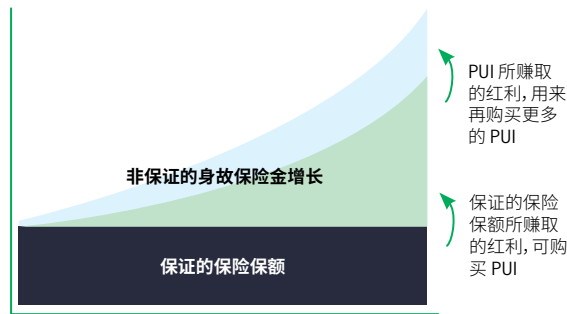 PUI 所赚取
的红利，用来
再购买更多
的 PUI
非保证的身故保险金增长
保证的保险
保额所赚取
的红利，可购
买 PUI
保证的保险保额